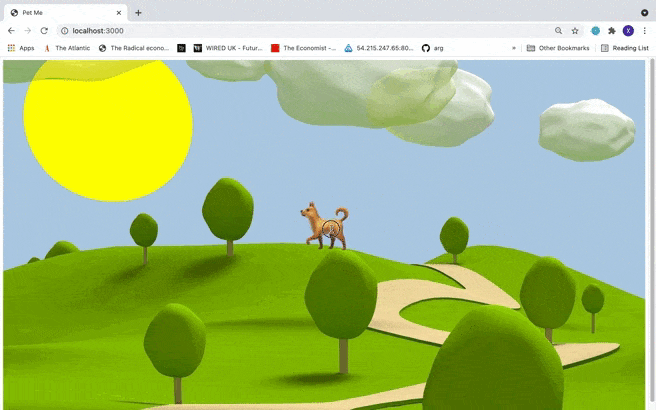 Pet Me
localhost:3000
Apps
The Atlantic
The Radical econo...
WIRED UK - Futur...
The Economist -...
54.215.247.65:80...
arg
»
Other Bookmarks
Reading List
X